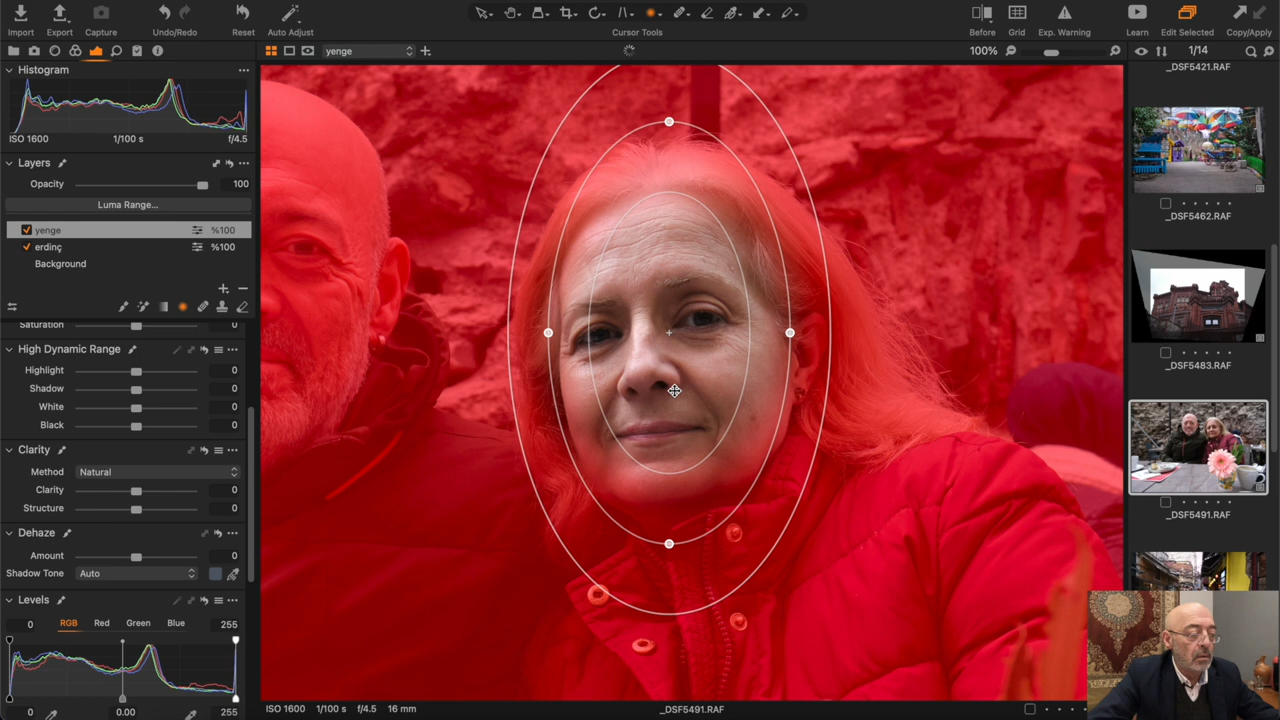 Import Export Capture Undo/Redo Reset Auto Adjust Cursor Tools Before Grid Exp. Warning Learn Edit Selected Copy/Apply
yenge
100%
1/14
Histogram
ISO 1600 1/100 s f/4.5
Layers
Opacity 100
Luma Range...
yenge %100
erdinç %100
Background
Saturation 0
High Dynamic Range
Highlight 0
Shadow 0
White 0
Black 0
Clarity
Method Natural
Clarity 0
Structure 0
Dehaze
Amount 0
Shadow Tone Auto
Levels
0 RGB Red Green Blue 255
0 0.00 255
ISO 1600 1/100 s f/4.5 16 mm _DSF5491.RAF
_DSF5421.RAF
_DSF5462.RAF
_DSF5483.RAF
_DSF5491.RAF